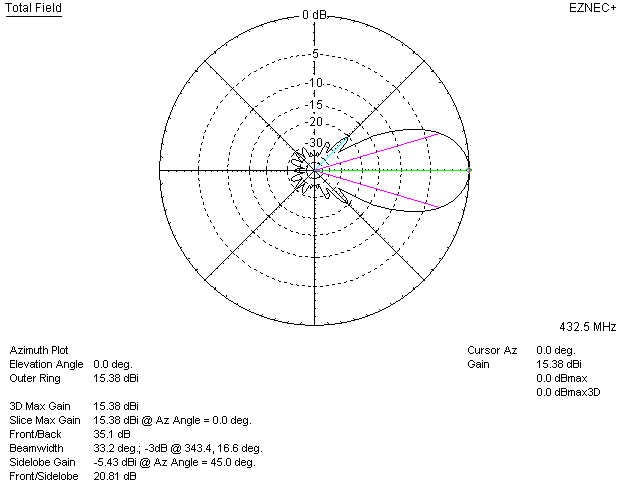 Total Field
EZNEC+
0 dB
-5
-10
-15
-20
-30
432.5 MHz
Azimuth Plot
Elevation Angle 0.0 deg.
Outer Ring 15.38 dBi
3D Max Gain 15.38 dBi
Slice Max Gain 15.38 dBi @ Az Angle = 0.0 deg.
Front/Back 35.1 dB
Beamwidth 33.2 deg.; -3dB @ 343.4, 16.6 deg.
Sidelobe Gain -5.43 dBi @ Az Angle = 45.0 deg.
Front/Sidelobe 20.81 dB
Cursor Az 0.0 deg.
Gain 15.38 dBi
0.0 dBmax
0.0 dBmax3D